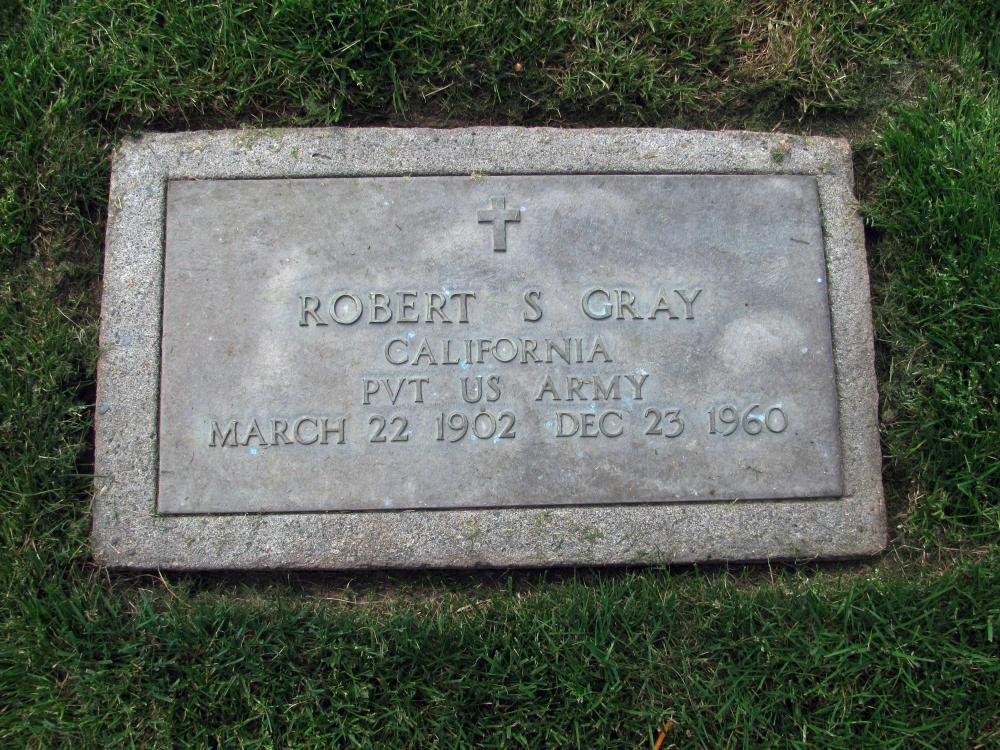 ROBERT S GRAY
CALIFORNIA
PVT US ARMY
MARCH 22 1902 DEC 23 1960